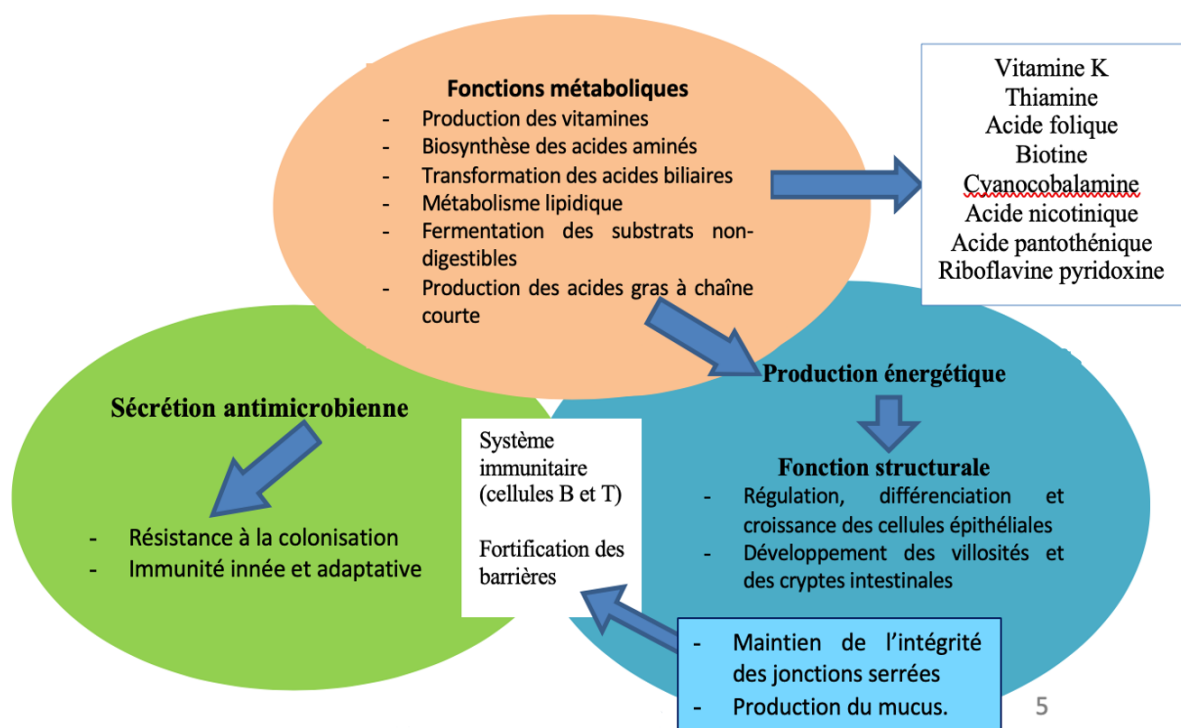 Fonctions métaboliques
- Production des vitamines
- Biosynthèse des acides aminés
- Transformation des acides biliaires
- Métabolisme lipidique
- Fermentation des substrats non-
digestibles
- Production des acides gras à chaîne
courte
Vitamine K
Thiamine
Acide folique
Biotine
Cyanocobalamine
Acide nicotinique
Acide pantothénique
Riboflavine pyridoxine
Sécrétion antimicrobienne
- Résistance à la colonisation
- Immunité innée et adaptative
Système
immunitaire
(cellules B et T)
Fortification des
barrières
Production énergétique
Fonction structurale
- Régulation, différenciation et
croissance des cellules épithéliales
- Développement des villosités et
des cryptes intestinales
- Maintien de l’intégrité
des jonctions serrées
- Production du mucus.
5